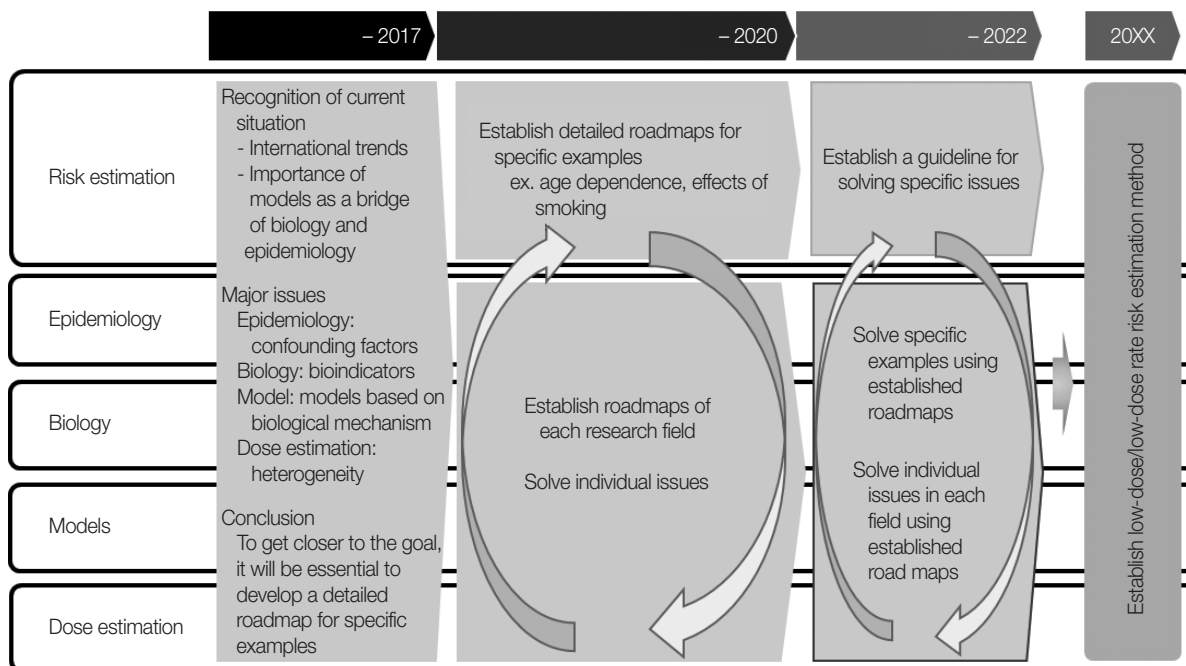 – 2017
– 2020
– 2022
20XX
Risk estimation
Epidemiology
Biology
Models
Dose estimation
Recognition of current
situation
- International trends
- Importance of
models as a bridge
of biology and
epidemiology
Major issues
Epidemiology:
confounding factors
Biology: bioindicators
Model: models based on
biological mechanism
Dose estimation:
heterogeneity
Conclusion
To get closer to the goal,
it will be essential to
develop a detailed
roadmap for specific
examples
Establish detailed roadmaps for
specific examples
ex. age dependence, effects of
smoking
Establish roadmaps of
each research field
Solve individual issues
Establish a guideline for
solving specific issues
Solve specific
examples using
established
roadmaps
Solve individual
issues in each
field using
established
road maps
Establish low-dose/low-dose rate risk estimation method